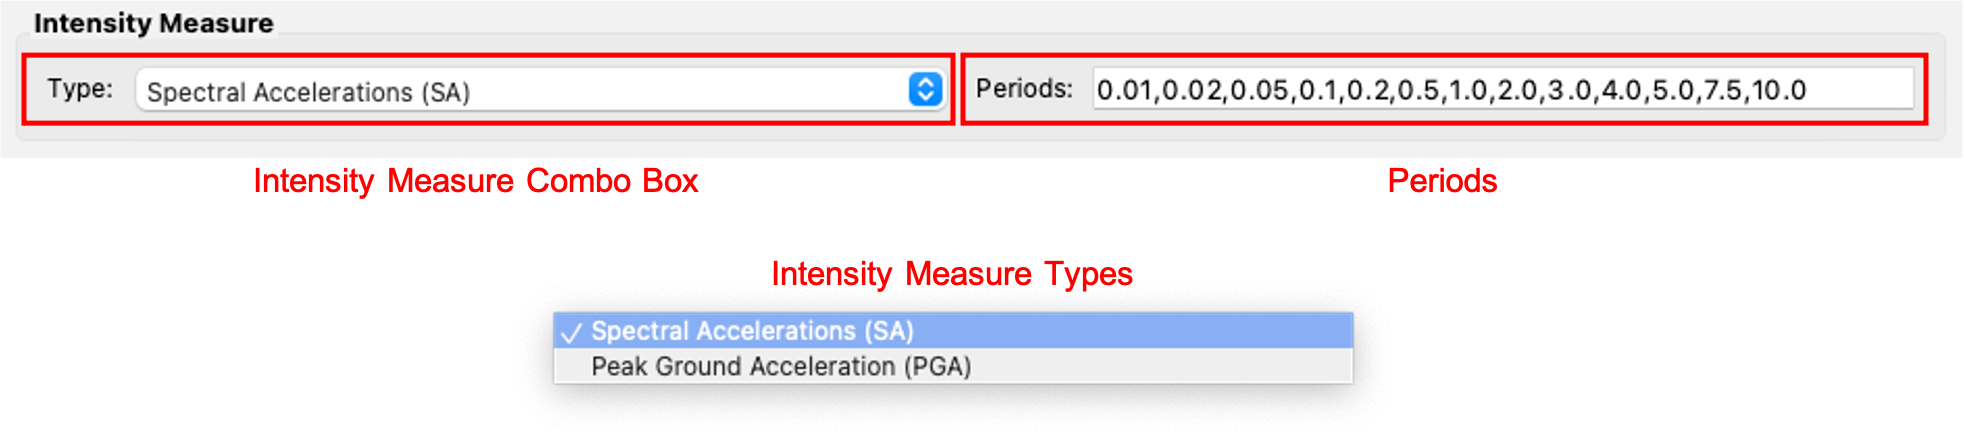 Intensity Measure
Type: Spectral Accelerations (SA) Periods: 0.01,0.02,0.05,0.1,0.2,0.5,1.0,2.0,3.0,4.0,5.0,7.5,10.0
Intensity Measure Combo Box Periods
Intensity Measure Types
✓ Spectral Accelerations (SA)
Peak Ground Acceleration (PGA)